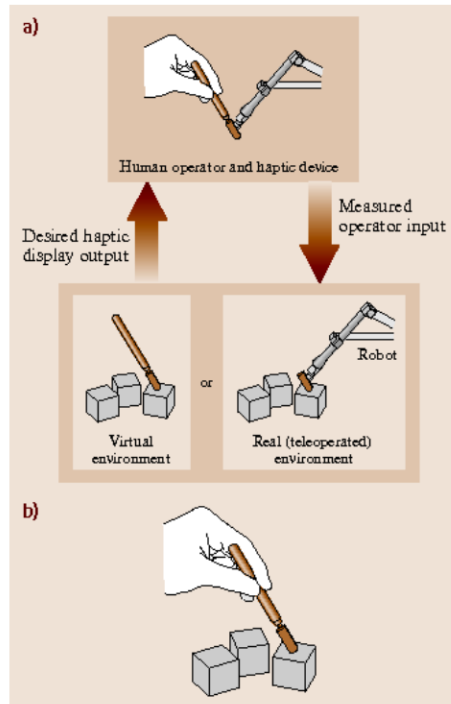 a)
Human operator and haptic device
Desired haptic
display output
Measured
operator input
Robot
or
Virtual
environment
Real (teleoperated)
environment
b)